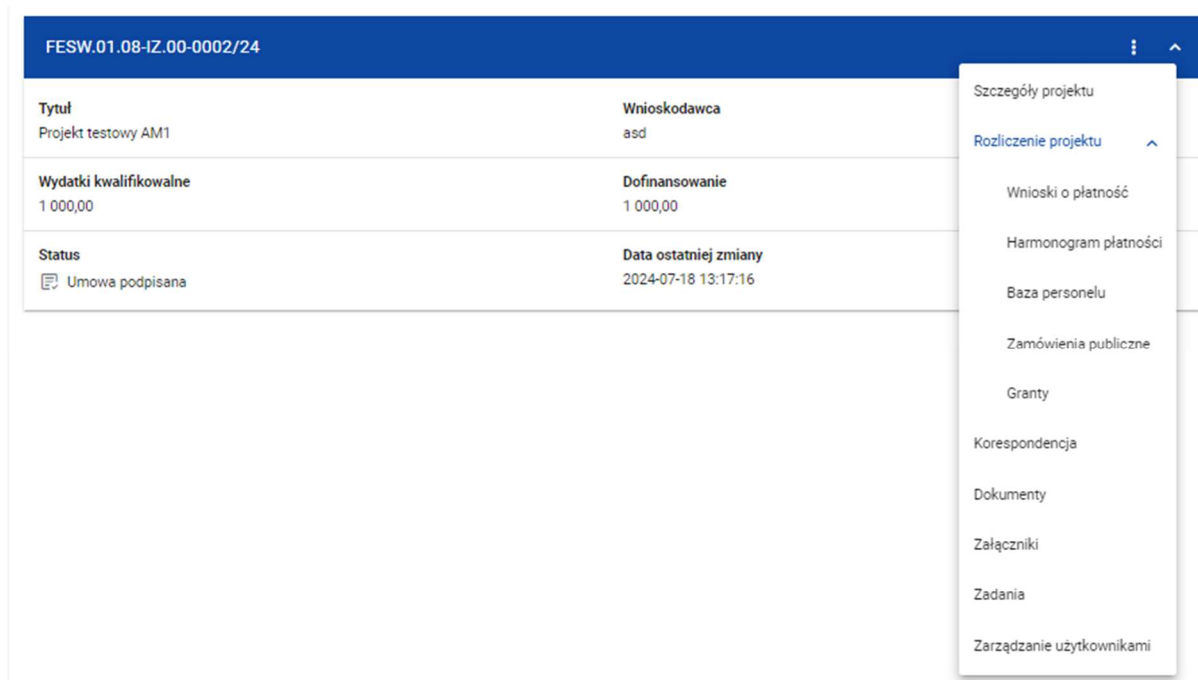 FESW.01.08-IZ.00-0002/24
Tytuł
Projekt testowy AM1
Wnioskodawca
asd
Wydatki kwalifikowalne
1 000,00
Dofinansowanie
1 000,00
Status
Umowa podpisana
Data ostatniej zmiany
2024-07-18 13:17:16
Szczegóły projektu
Rozliczenie projektu
Wnioski o płatność
Harmonogram płatności
Baza personelu
Zamówienia publiczne
Granty
Korespondencja
Dokumenty
Załączniki
Zadania
Zarządzanie użytkownikami